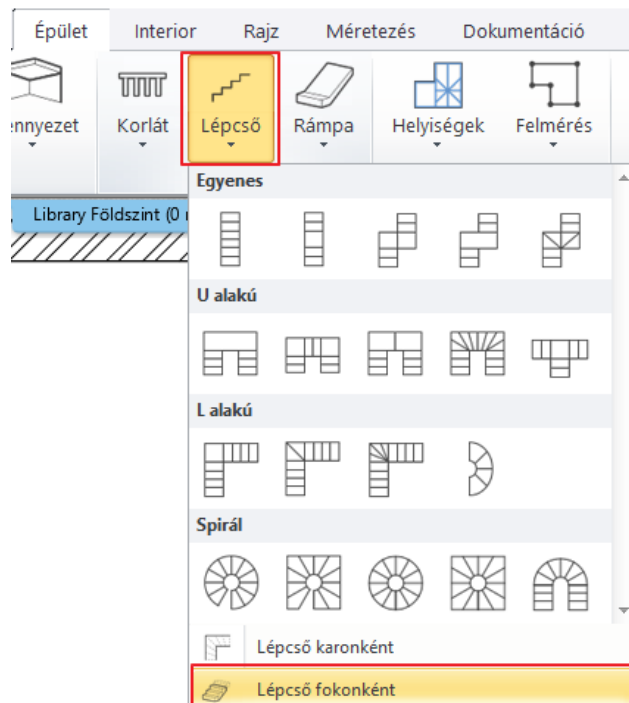 Épület Interior Rajz Méretezés Dokumentáció
ennyezet Korlát Lépcső Rámpa Helyiségek Felmérés
Library Földszint (0
Egyenes
U alakú
L alakú
Spirál
Lépcső karonként
Lépcső fokonként